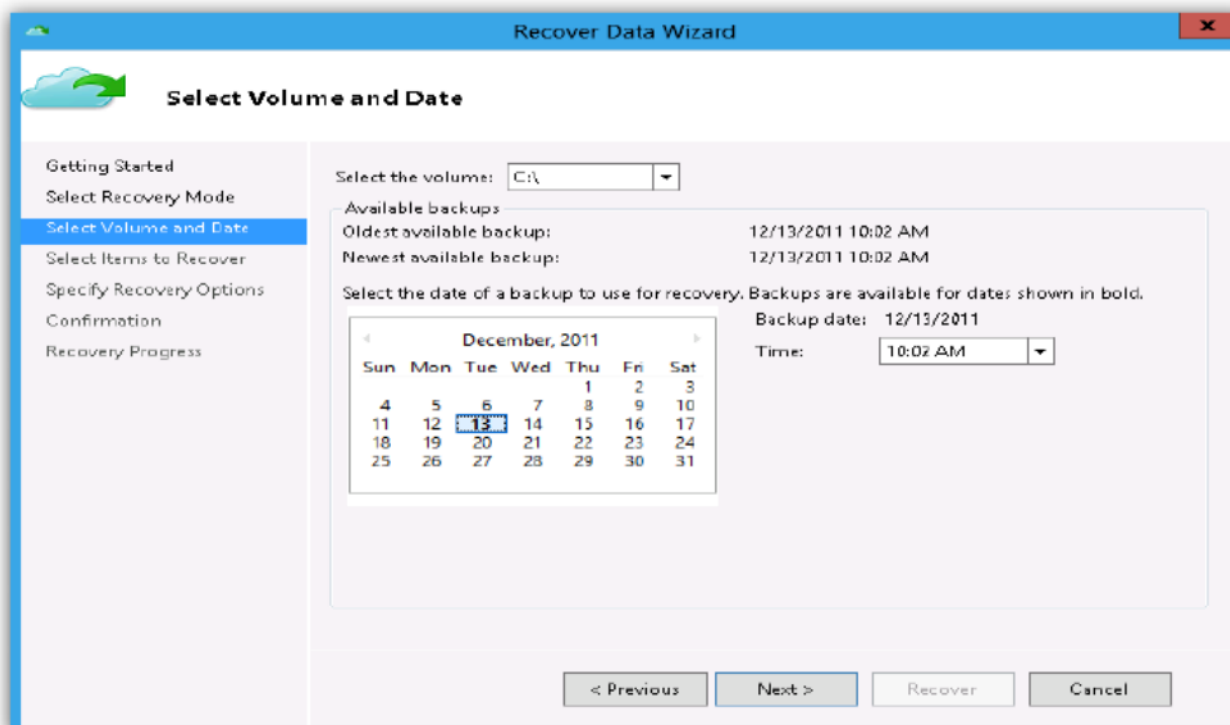 Recover Data Wizard
Select Volume and Date
Getting Started
Select Recovery Mode
Select Volume and Date
Select Items to Recover
Specify Recovery Options
Confirmation
Recovery Progress
Select the volume: C:\
Available backups
Oldest available backup: 12/13/2011 10:02 AM
Newest available backup: 12/13/2011 10:02 AM
Select the date of a backup to use for recovery. Backups are available for dates shown in bold.
December, 2011
Sun Mon Tue Wed Thu Fri Sat
1 2 3
4 5 6 7 8 9 10
11 12 13 14 15 16 17
18 19 20 21 22 23 24
25 26 27 28 29 30 31
Backup date: 12/13/2011
Time: 10:02 AM
< Previous Next > Recover Cancel